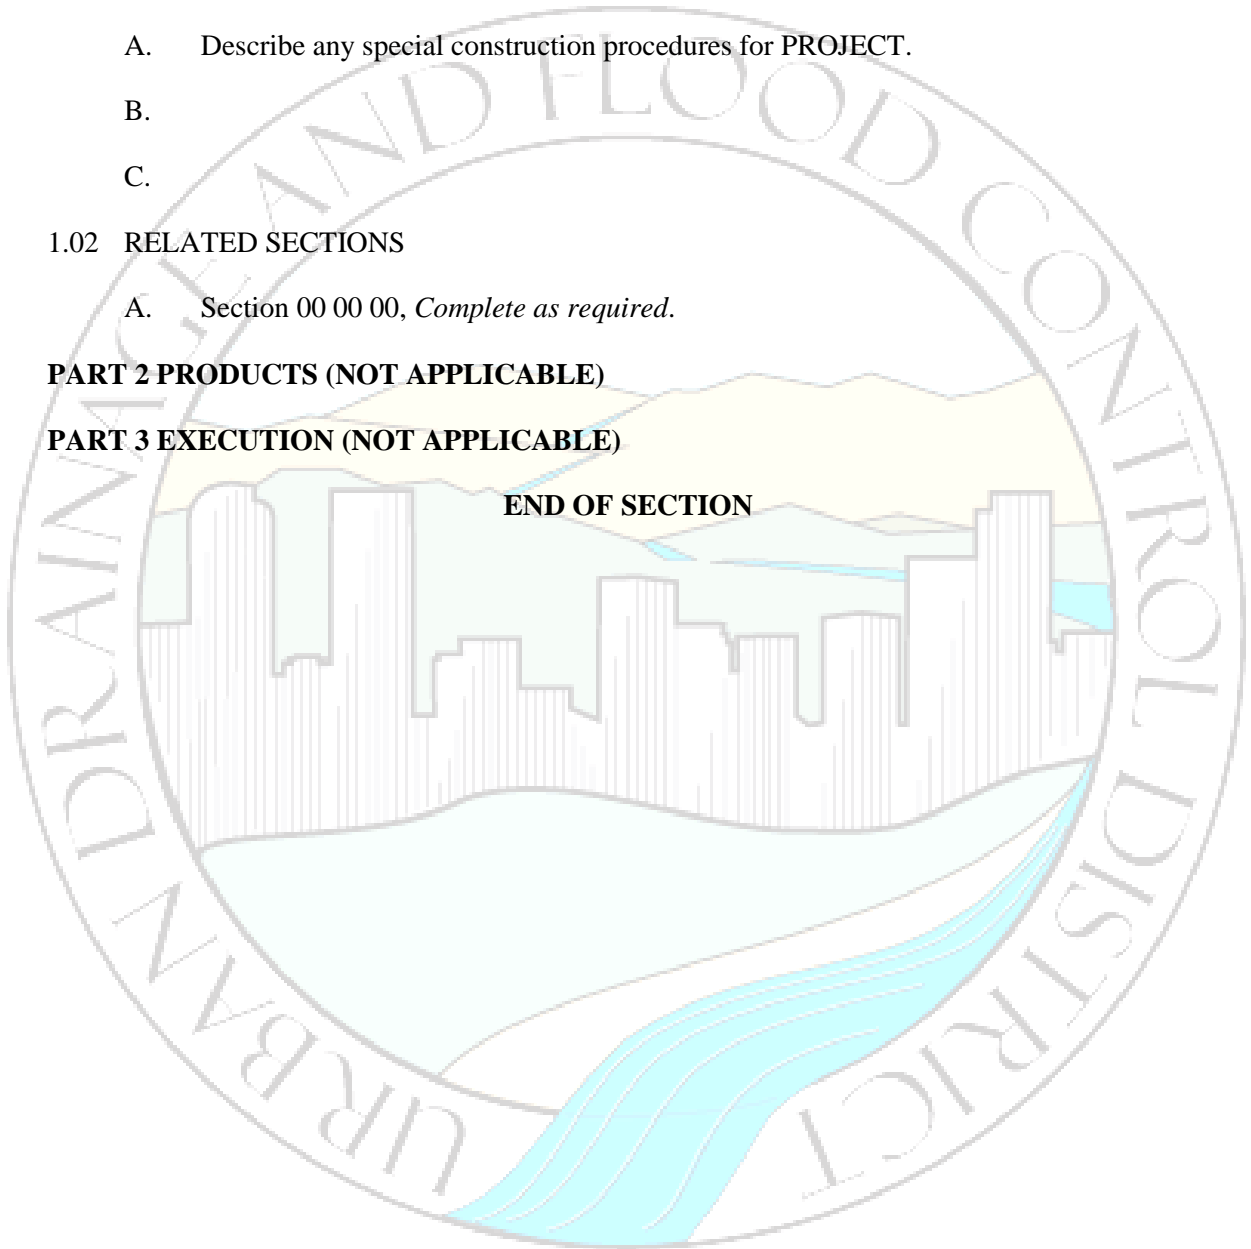 A. Describe any special construction procedures for PROJECT.
B.
C.
1.02 RELATED SECTIONS
A. Section 00 00 00, Complete as required.
PART 2 PRODUCTS (NOT APPLICABLE)
PART 3 EXECUTION (NOT APPLICABLE)
END OF SECTION
URBAN DRAINAGE AND FLOOD CONTROL DISTRICT